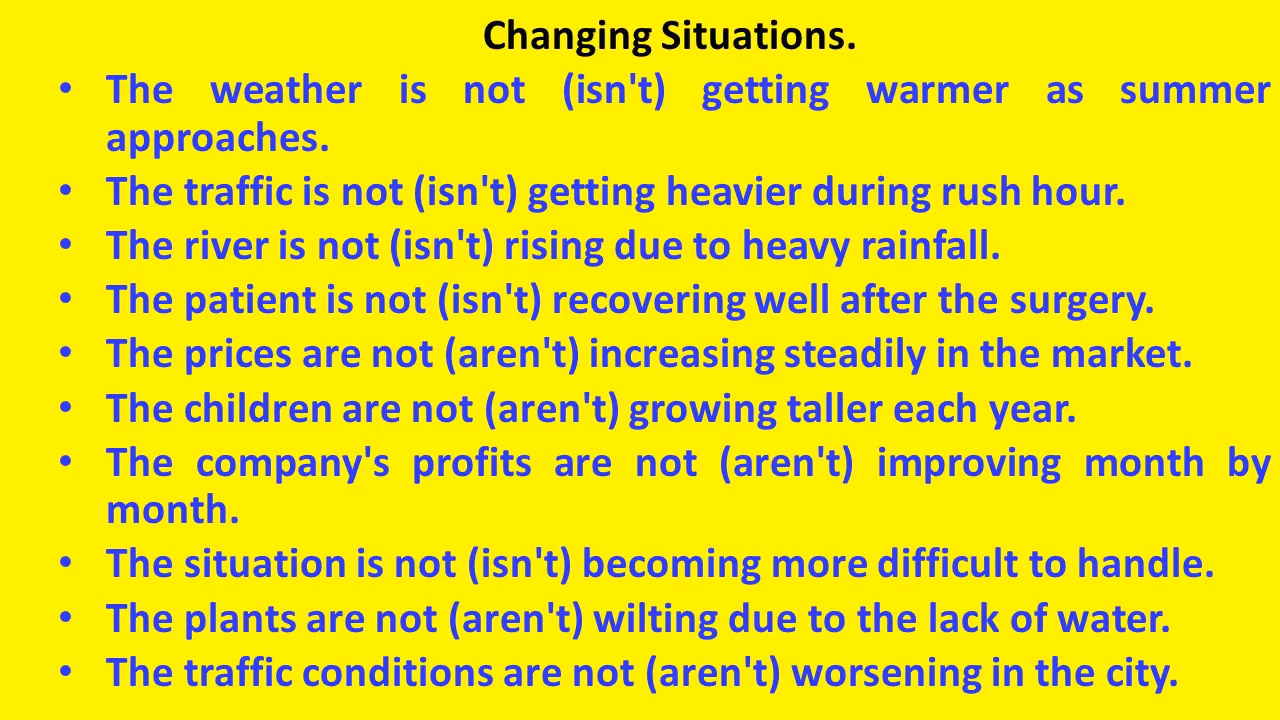 Changing Situations.
• The weather is not (isn't) getting warmer as summer
approaches.
• The traffic is not (isn't) getting heavier during rush hour.
• The river is not (isn't) rising due to heavy rainfall.
• The patient is not (isn't) recovering well after the surgery.
• The prices are not (aren't) increasing steadily in the market.
• The children are not (aren't) growing taller each year.
• The company's profits are not (aren't) improving month by
month.
• The situation is not (isn't) becoming more difficult to handle.
• The plants are not (aren't) wilting due to the lack of water.
• The traffic conditions are not (aren't) worsening in the city.